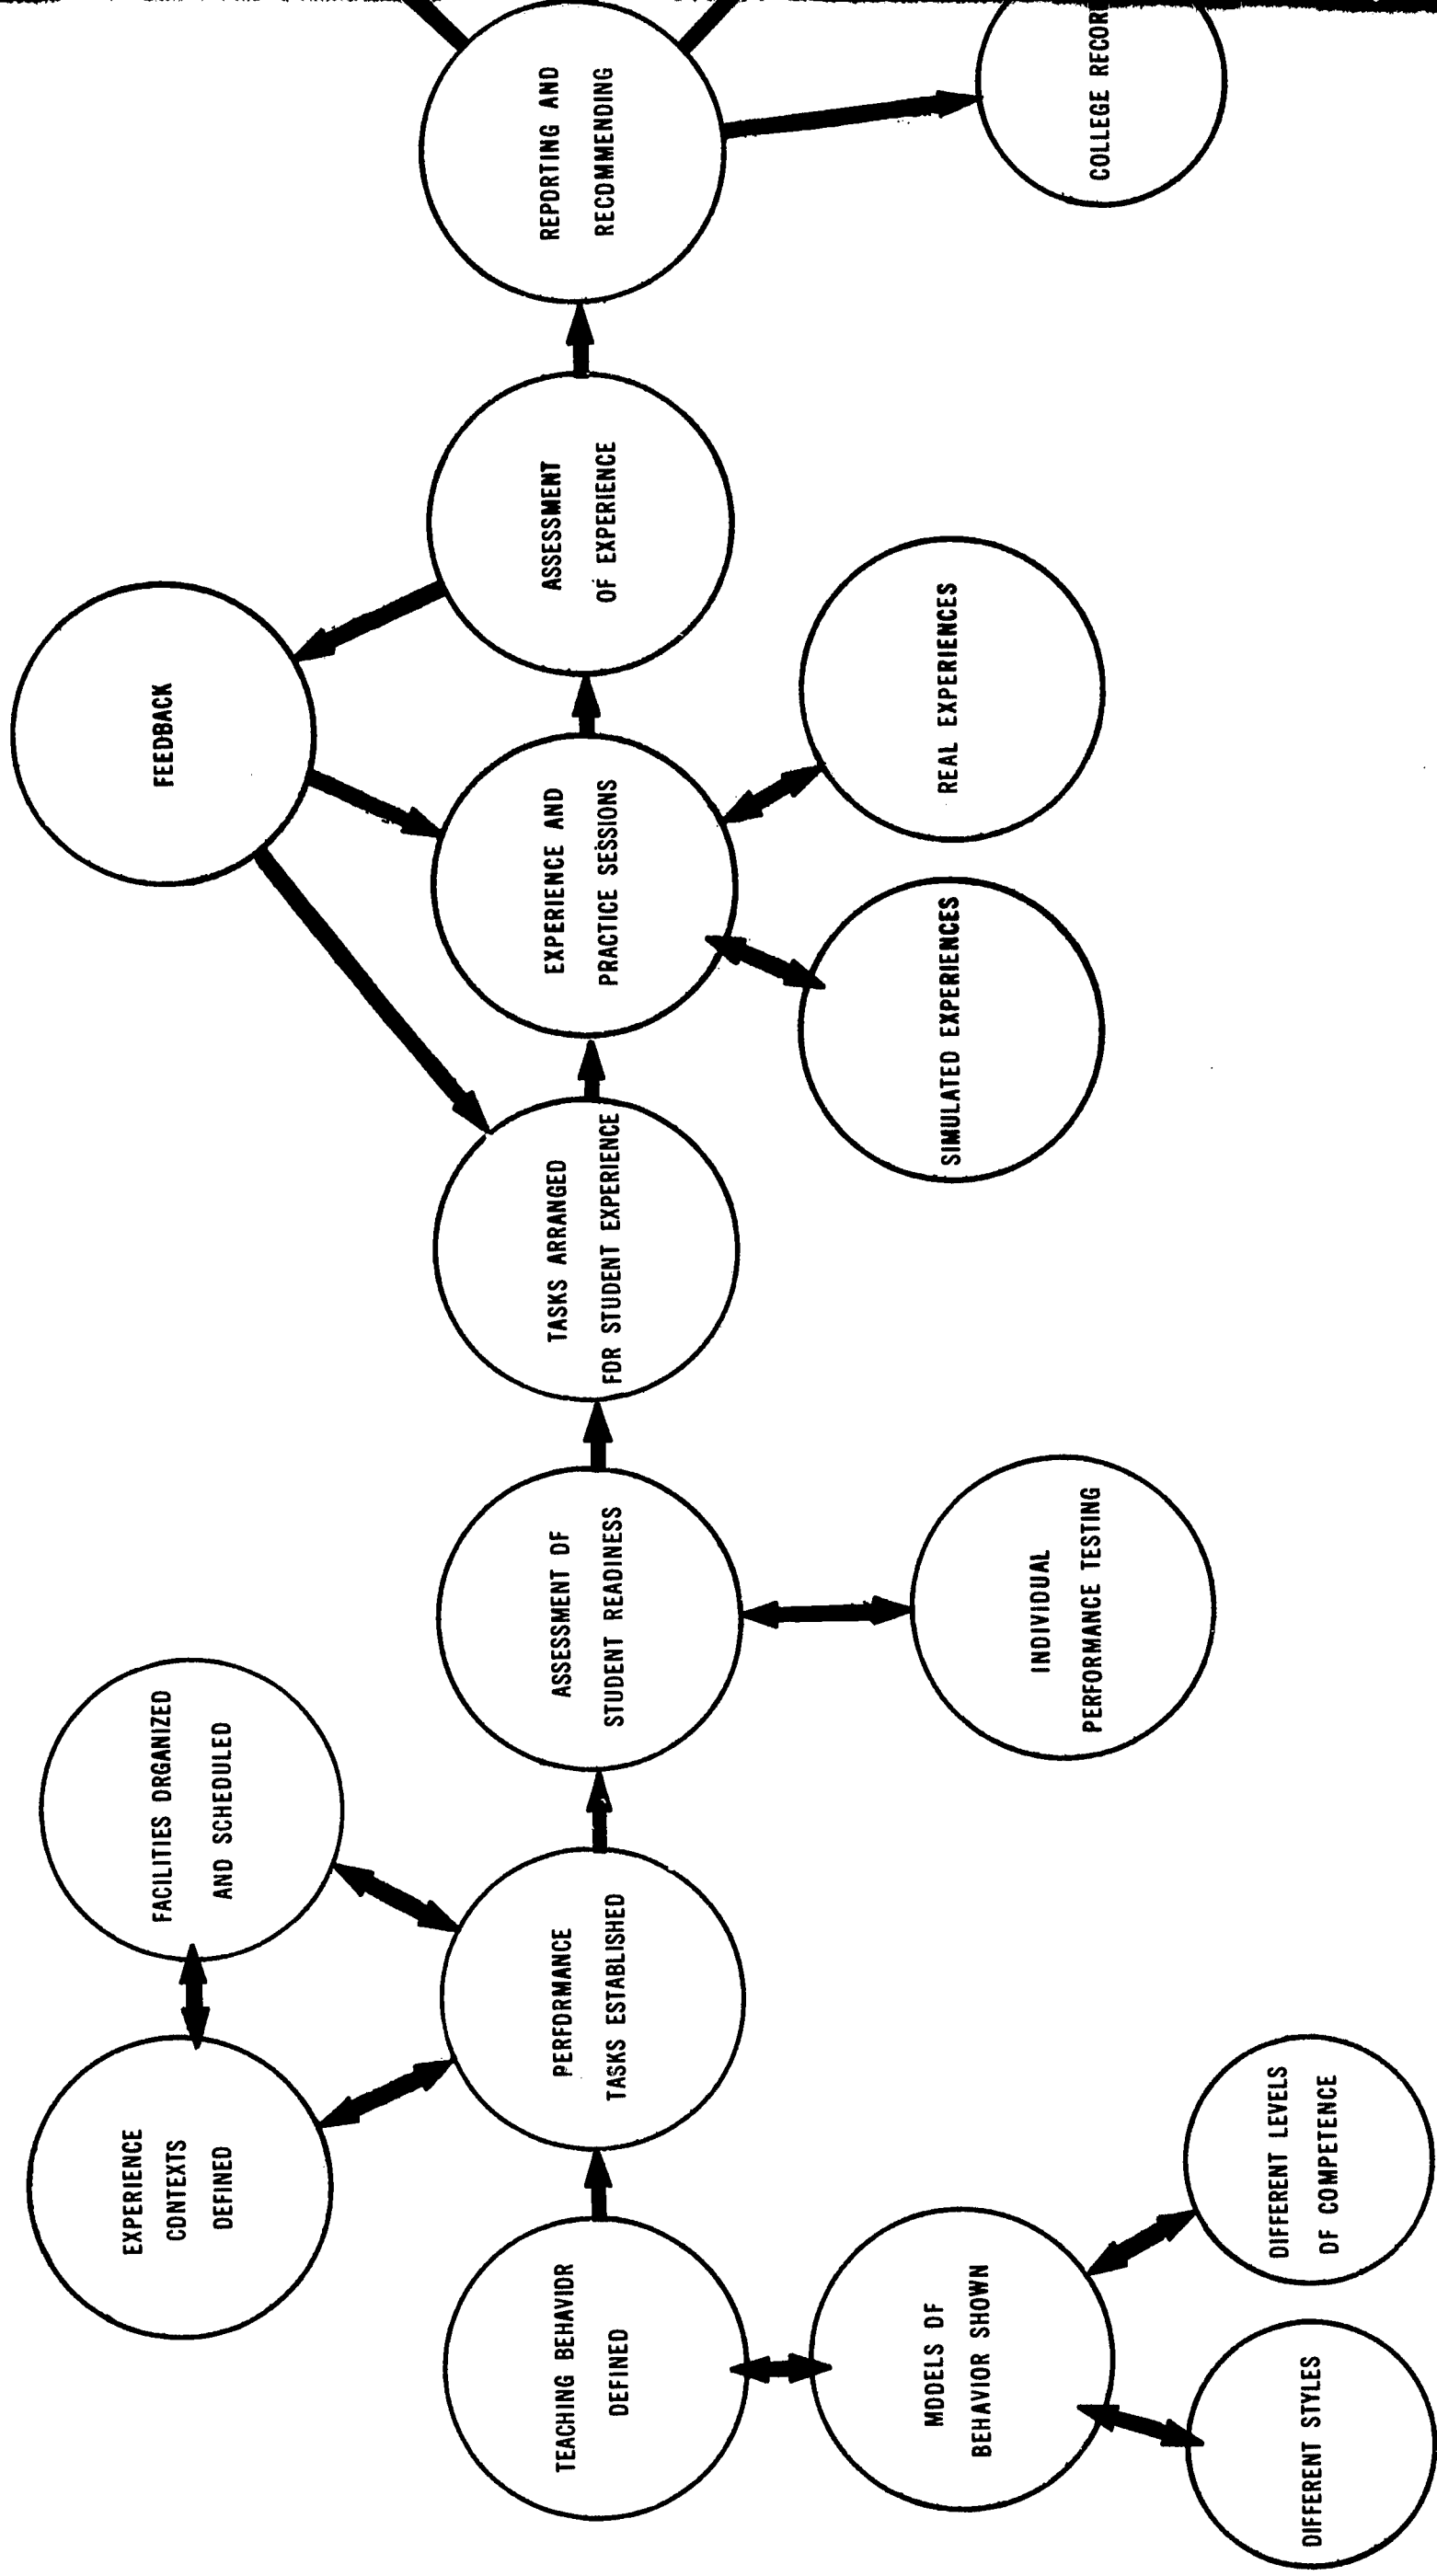 EXPERIENCE
CONTEXTS
DEFINED
FACILITIES ORGANIZED
AND SCHEDULED
FEEDBACK
TEACHING BEHAVIOR
DEFINED
PERFORMANCE
TASKS ESTABLISHED
ASSESSMENT OF
STUDENT READINESS
TASKS ARRANGED
FOR STUDENT EXPERIENCE
EXPERIENCE AND
PRACTICE SESSIONS
ASSESSMENT
OF EXPERIENCE
REPORTING AND
RECOMMENDING
MODELS OF
BEHAVIOR SHOWN
INDIVIDUAL
PERFORMANCE TESTING
SIMULATED EXPERIENCES
REAL EXPERIENCES
COLLEGE RECOR
DIFFERENT STYLES
DIFFERENT LEVELS
OF COMPETENCE